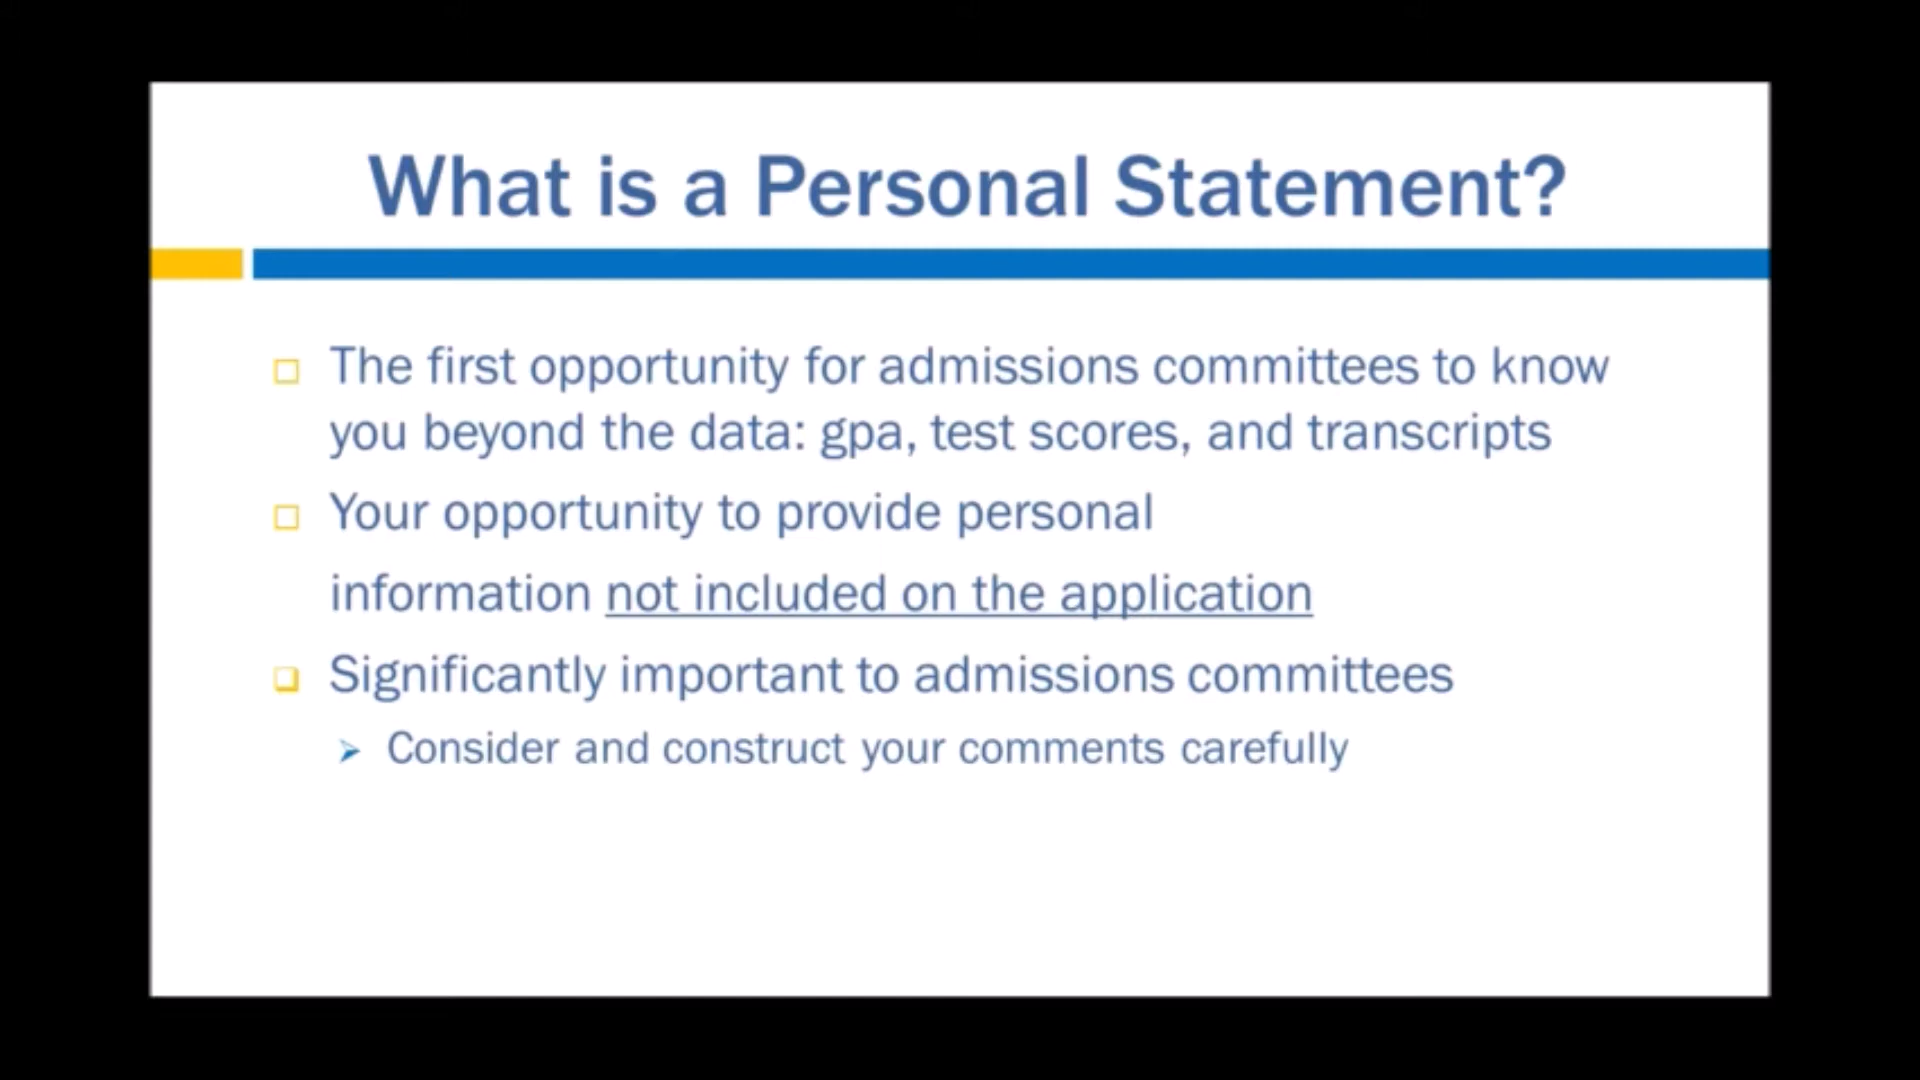 What is a Personal Statement?
The first opportunity for admissions committees to know
you beyond the data: gpa, test scores, and transcripts
Your opportunity to provide personal
information not included on the application
Significantly important to admissions committees
Consider and construct your comments carefully